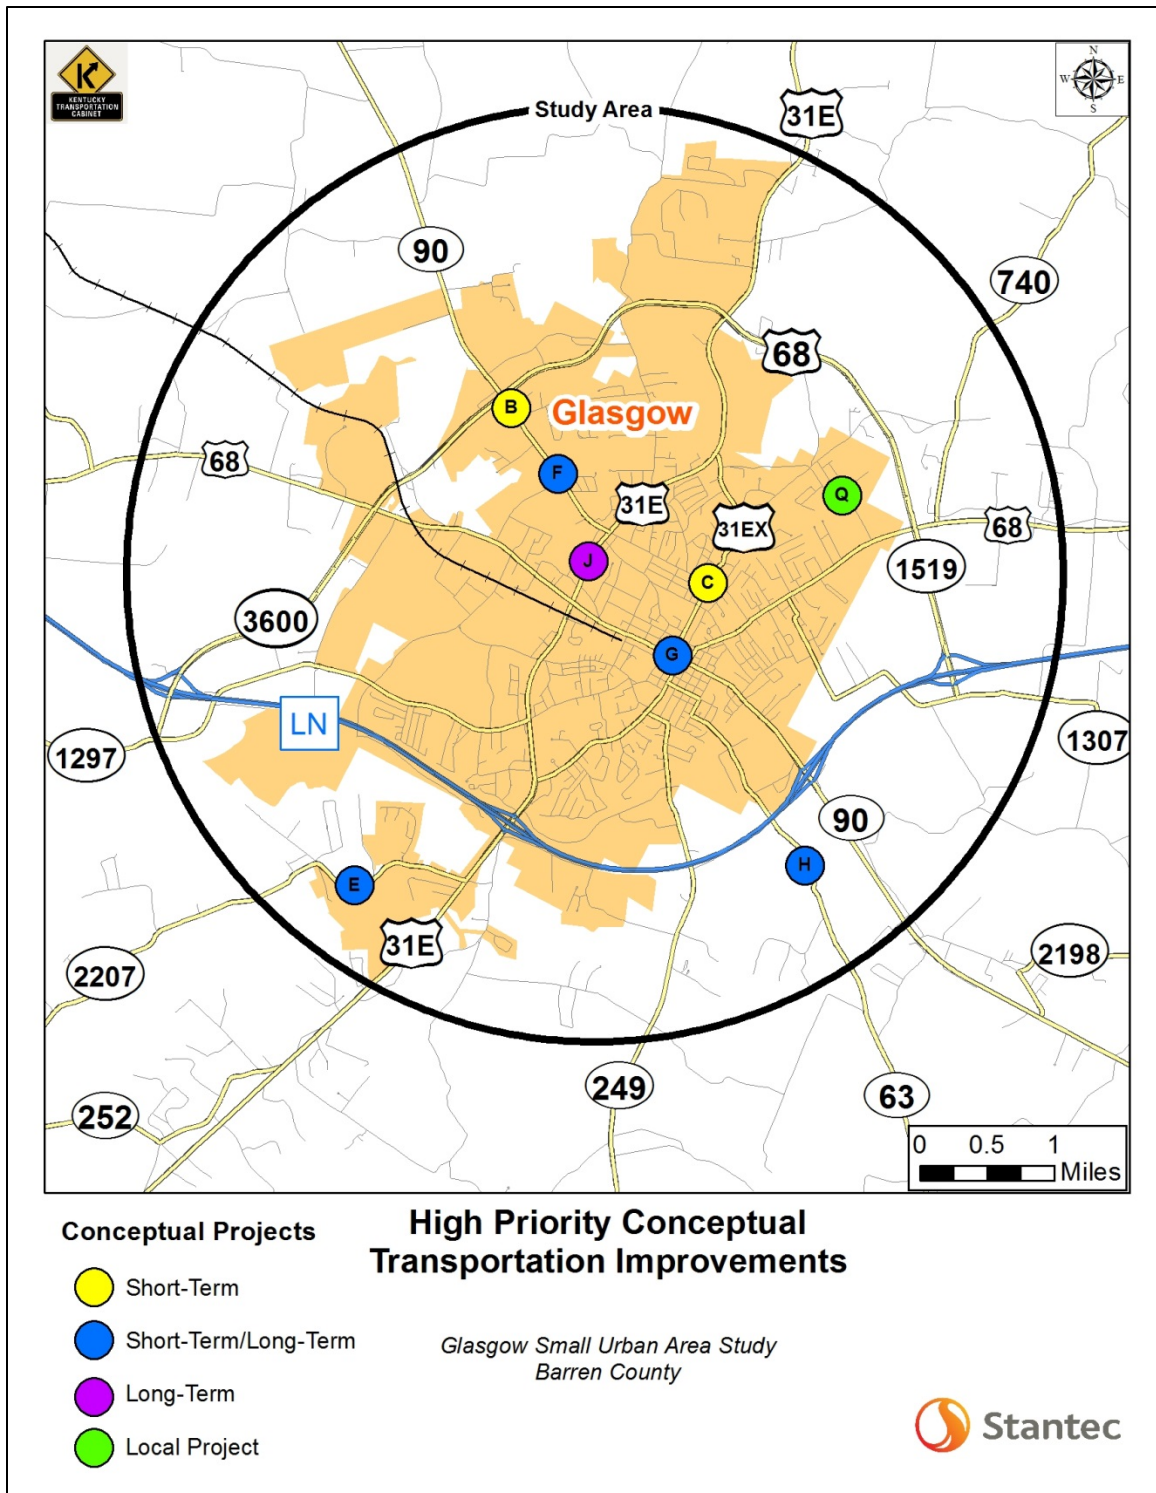 KENTUCKY
TRANSPORTATION
CABINET
N
W E
S
Study Area
31E
90
740
68
B
Glasgow
F
68
31E
Q
31EX
68
J
C
1519
3600
G
LN
1297
1307
90
H
E
31E
2207
2198
249
63
252
0 0.5 1
Miles
Conceptual Projects
Short-Term
Short-Term/Long-Term
Long-Term
Local Project
High Priority Conceptual
Transportation Improvements
Glasgow Small Urban Area Study
Barren County
Stantec